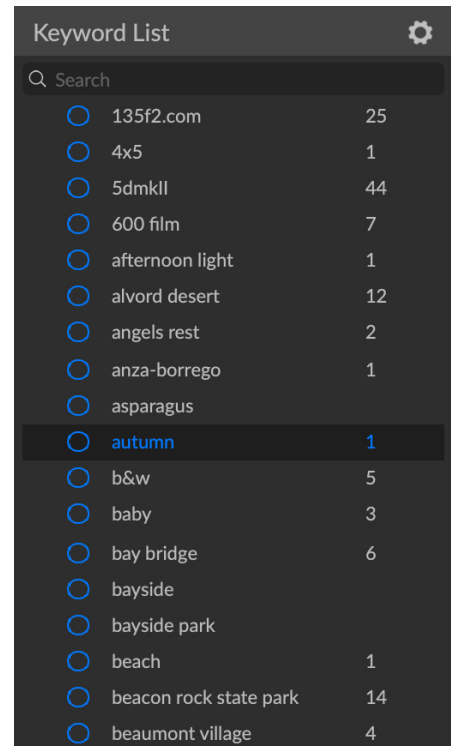 Keyword List
Search
135f2.com 25
4x5 1
5dmkII 44
600 film 7
afternoon light 1
alvord desert 12
angels rest 2
anza-borrego 1
asparagus
autumn 1
b&w 5
baby 3
bay bridge 6
bayside
bayside park
beach 1
beacon rock state park 14
beaumont village 4